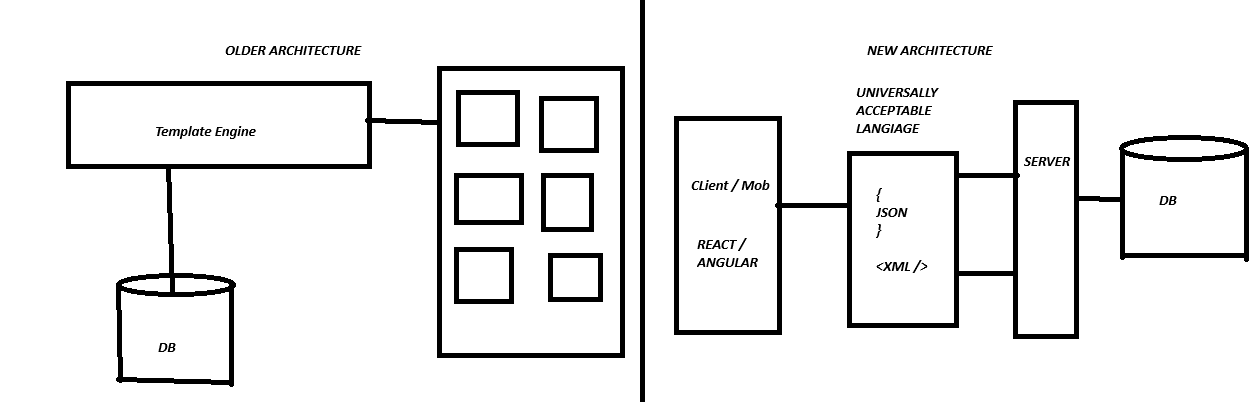 OLDER ARCHITECTURE
Template Engine
DB
NEW ARCHITECTURE
UNIVERSALLY
ACCEPTABLE
LANGIAGE
CLient / Mob
REACT /
ANGULAR
{
JSON
}
<XML />
SERVER
DB